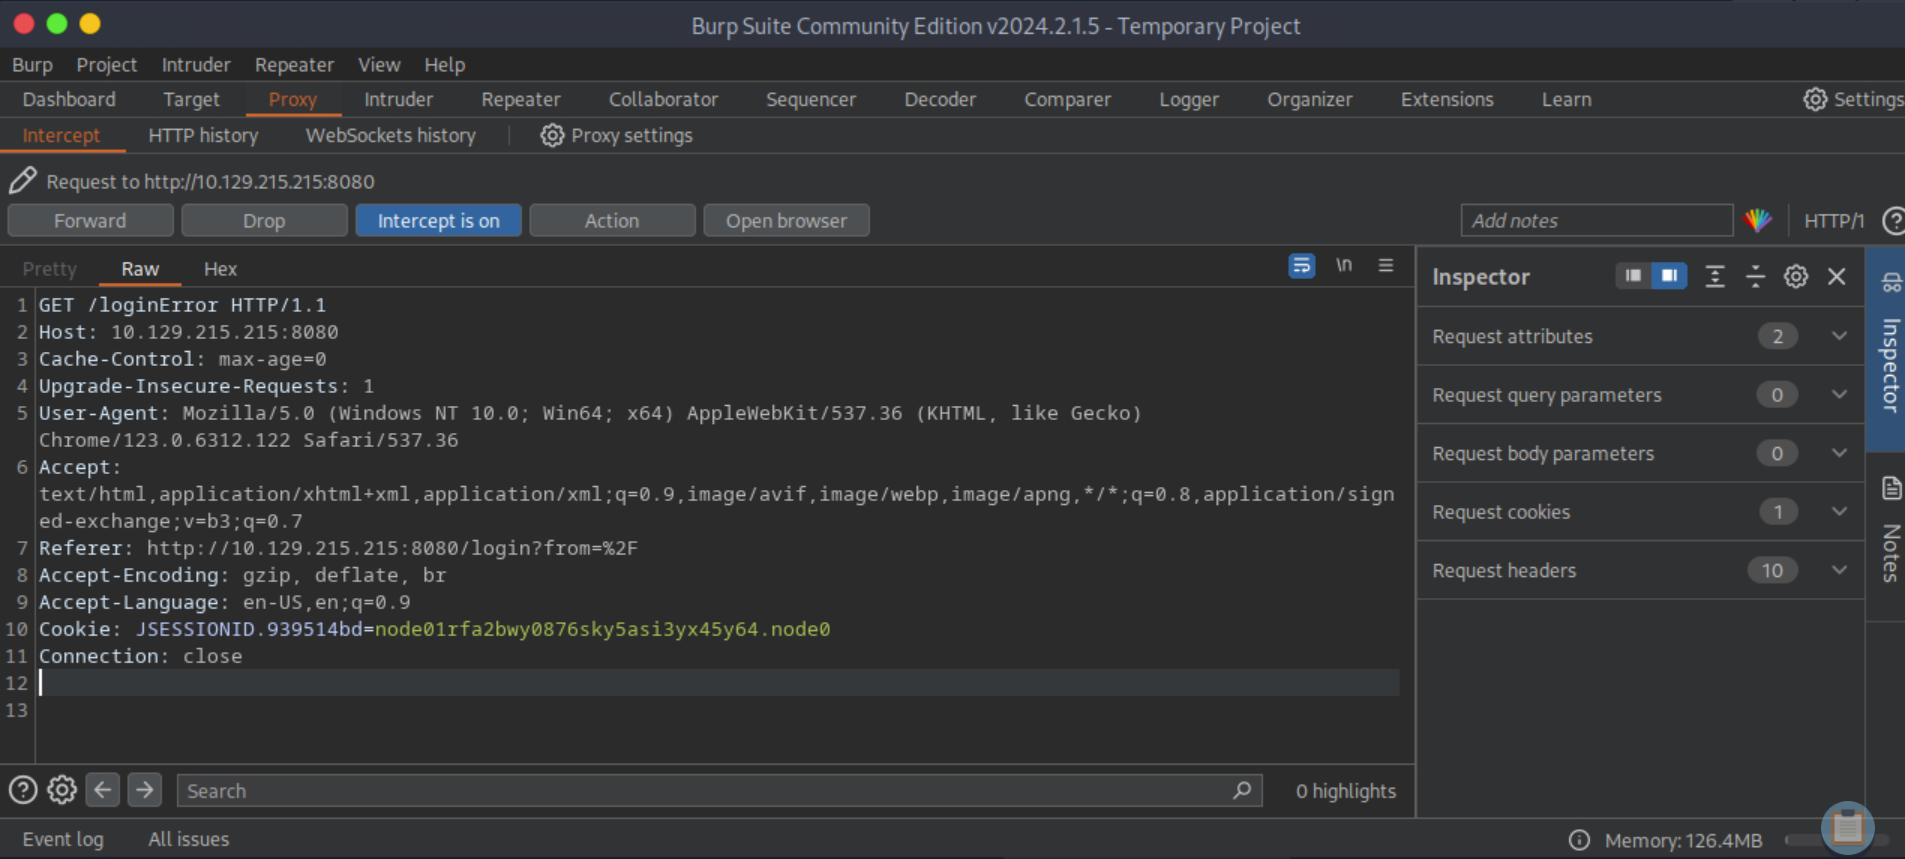 Burp Suite Community Edition v2024.2.1.5 - Temporary Project
Burp Project Intruder Repeater View Help
Dashboard Target Proxy Intruder Repeater Collaborator Sequencer Decoder Comparer Logger Organizer Extensions Learn Settings
Intercept HTTP history WebSockets history Proxy settings
Request to http://10.129.215.215:8080
Forward Drop Intercept is on Action Open browser Add notes HTTP/1
Pretty Raw Hex \n
1 GET /loginError HTTP/1.1
2 Host: 10.129.215.215:8080
3 Cache-Control: max-age=0
4 Upgrade-Insecure-Requests: 1
5 User-Agent: Mozilla/5.0 (Windows NT 10.0; Win64; x64) AppleWebKit/537.36 (KHTML, like Gecko)
Chrome/123.0.6312.122 Safari/537.36
6 Accept:
text/html,application/xhtml+xml,application/xml;q=0.9,image/avif,image/webp,image/apng,*/*;q=0.8,application/sign
ed-exchange;v=b3;q=0.7
7 Referer: http://10.129.215.215:8080/login?from=%2F
8 Accept-Encoding: gzip, deflate, br
9 Accept-Language: en-US,en;q=0.9
10 Cookie: JSESSIONID.939514bd=node01rfa2bwy0876sky5asi3yx45y64.node0
11 Connection: close
12
13
Search 0 highlights
Inspector
Request attributes 2
Request query parameters 0
Request body parameters 0
Request cookies 1
Request headers 10
Inspector
Notes
Event log All issues Memory: 126.4MB